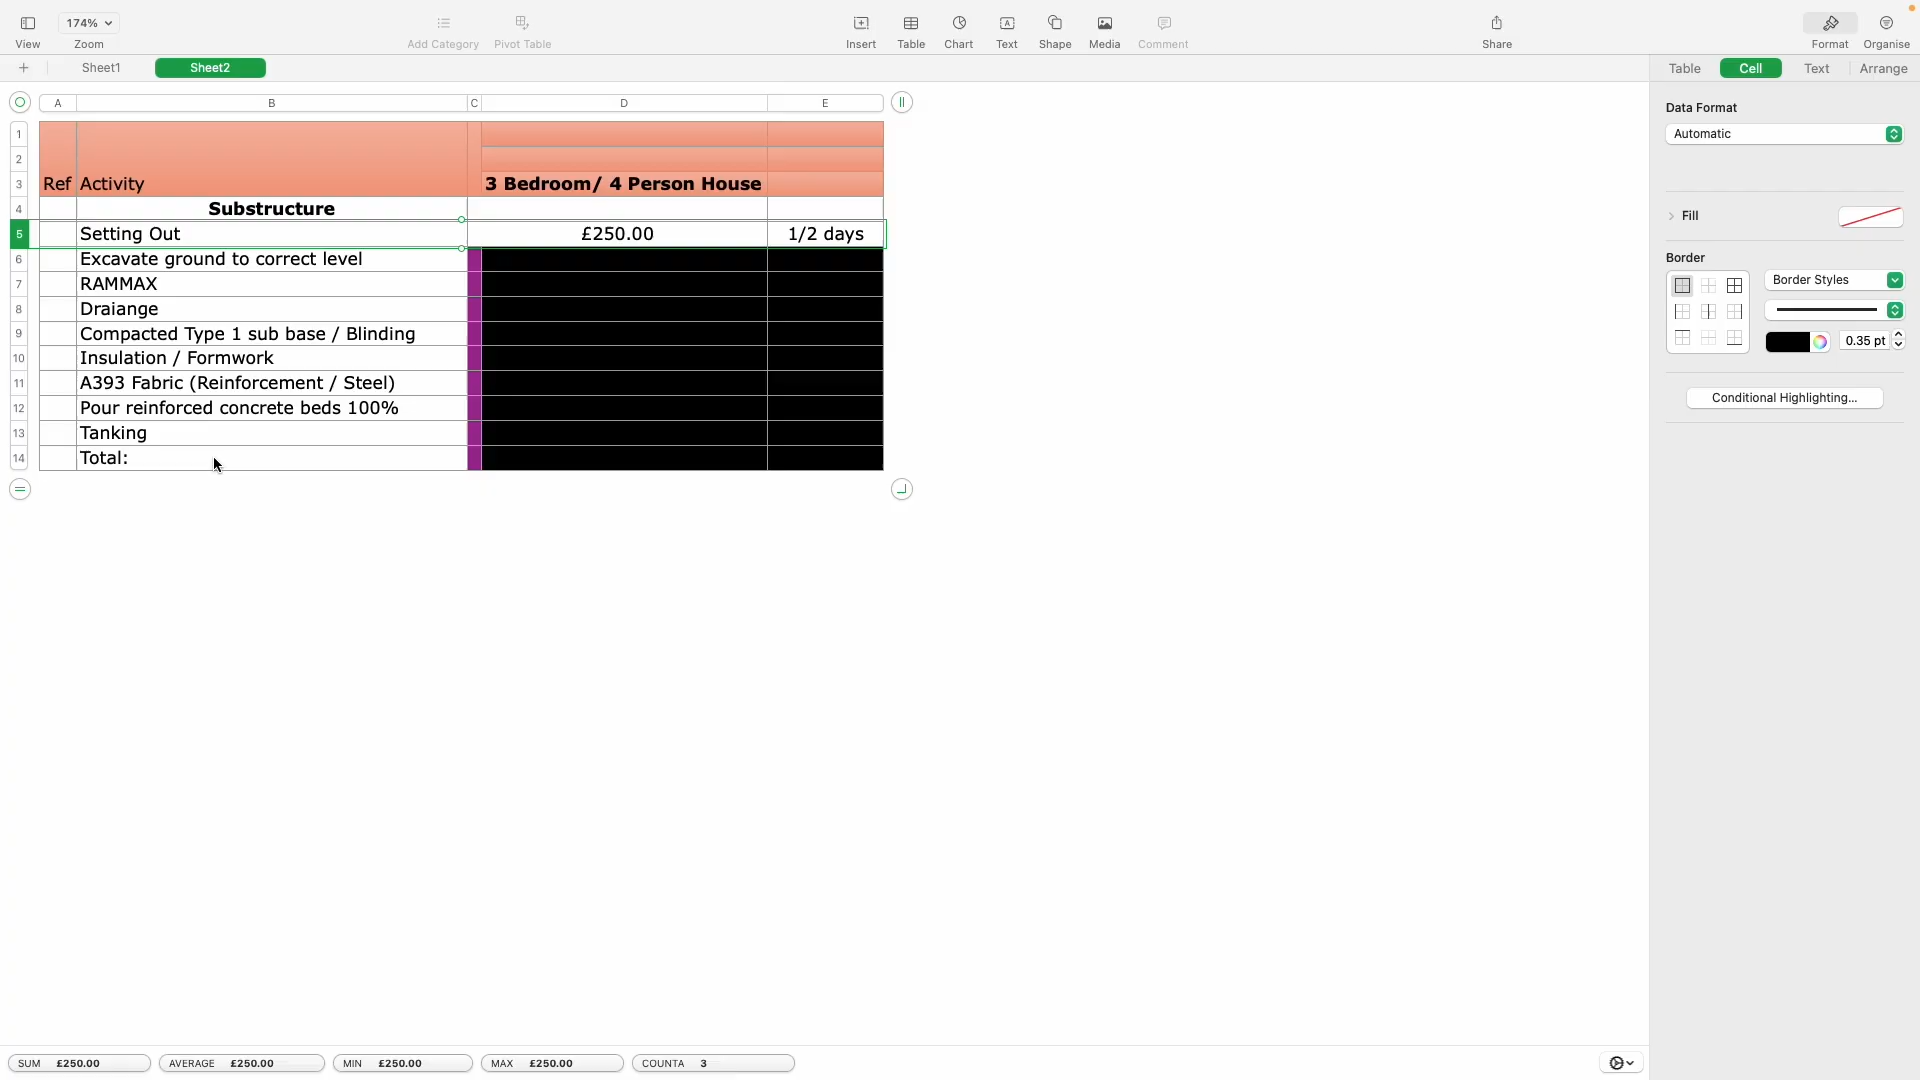 174%
View
Zoom
Add Category
Pivot Table
Insert
Table
Chart
Text
Shape
Media
Comment
Share
Format
Organise
Sheet1
Sheet2
Table
Cell
Text
Arrange
A B C D E
1
2
3 Ref Activity 3 Bedroom/ 4 Person House
4 Substructure
5 Setting Out £250.00 1/2 days
6 Excavate ground to correct level
7 RAMMAX
8 Draiange
9 Compacted Type 1 sub base / Blinding
10 Insulation / Formwork
11 A393 Fabric (Reinforcement / Steel)
12 Pour reinforced concrete beds 100%
13 Tanking
14 Total:
Data Format
Automatic
Fill
Border
Border Styles
0.35 pt
Conditional Highlighting...
SUM £250.00
AVERAGE £250.00
MIN £250.00
MAX £250.00
COUNTA 3